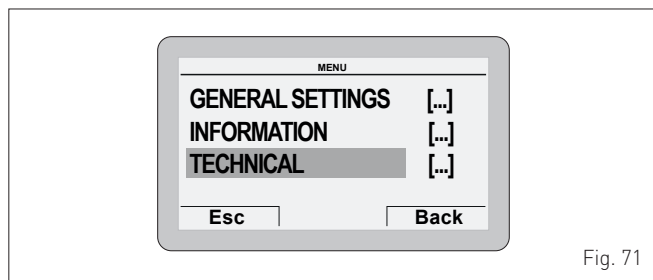 MENU
GENERAL SETTINGS [...]
INFORMATION [...]
TECHNICAL [...]
Esc Back
Fig. 71